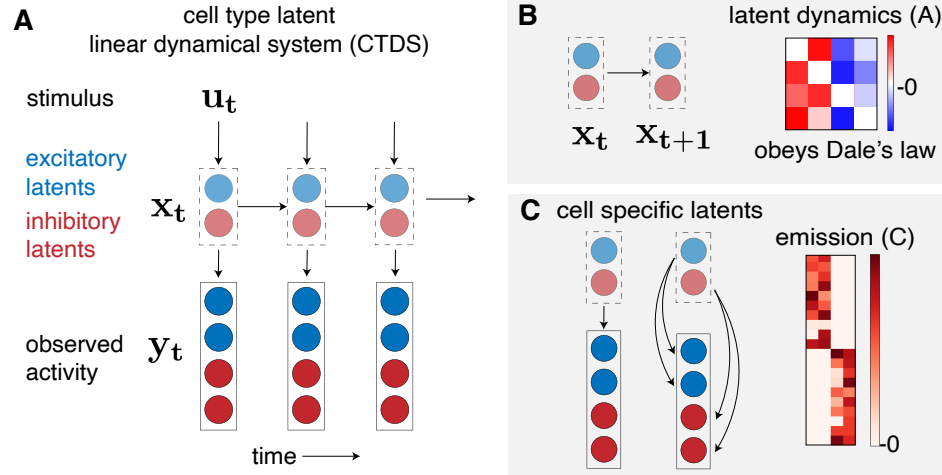 A
cell type latent
linear dynamical system (CTDS)
stimulus
u_t
excitatory
latents
inhibitory
latents
x_t
observed
activity
y_t
time
B
latent dynamics (A)
x_t
x_{t+1}
-0
obeys Dale's law
C cell specific latents
emission (C)
-0